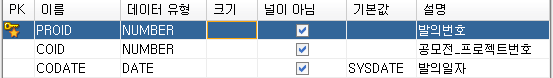 PK 이름 데이터 유형 크기 널이 아님 기본값 설명
PROID NUMBER 발의번호
COID NUMBER 공모전_프로젝트번호
CODATE DATE SYSDATE 발의일자